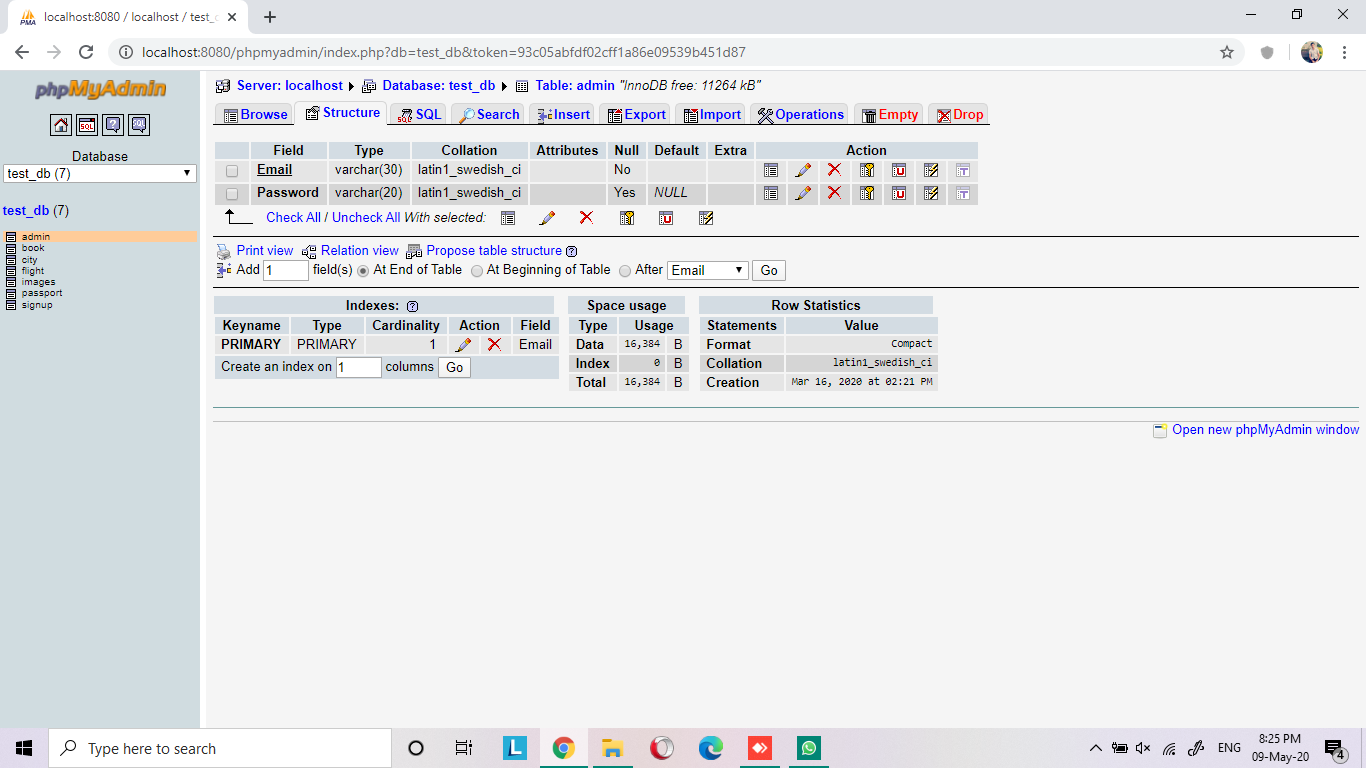 localhost:8080 / localhost / test_
localhost:8080/phpmyadmin/index.php?db=test_db&token=93c05abfdf02cff1a86e09539b451d87
phpMyAdmin
SQL
Database
test_db (7)
test_db (7)
admin
book
city
flight
images
passport
signup
Server: localhost Database: test_db Table: admin "InnoDB free: 11264 kB"
Browse Structure SQL Search Insert Export Import Operations Empty Drop
Field Type Collation Attributes Null Default Extra Action
Email varchar(30) latin1_swedish_ci No
Password varchar(20) latin1_swedish_ci Yes NULL
Check All / Uncheck All With selected:
Print view Relation view Propose table structure
Add 1 field(s) At End of Table At Beginning of Table After Email Go
Indexes:
Keyname Type Cardinality Action Field
PRIMARY PRIMARY 1 Email
Create an index on 1 columns Go
Space usage
Type Usage
Data 16,384 B
Index 0 B
Total 16,384 B
Row Statistics
Statements Value
Format Compact
Collation latin1_swedish_ci
Creation Mar 16, 2020 at 02:21 PM
Open new phpMyAdmin window
Type here to search
L
ENG
8:25 PM
09-May-20
4